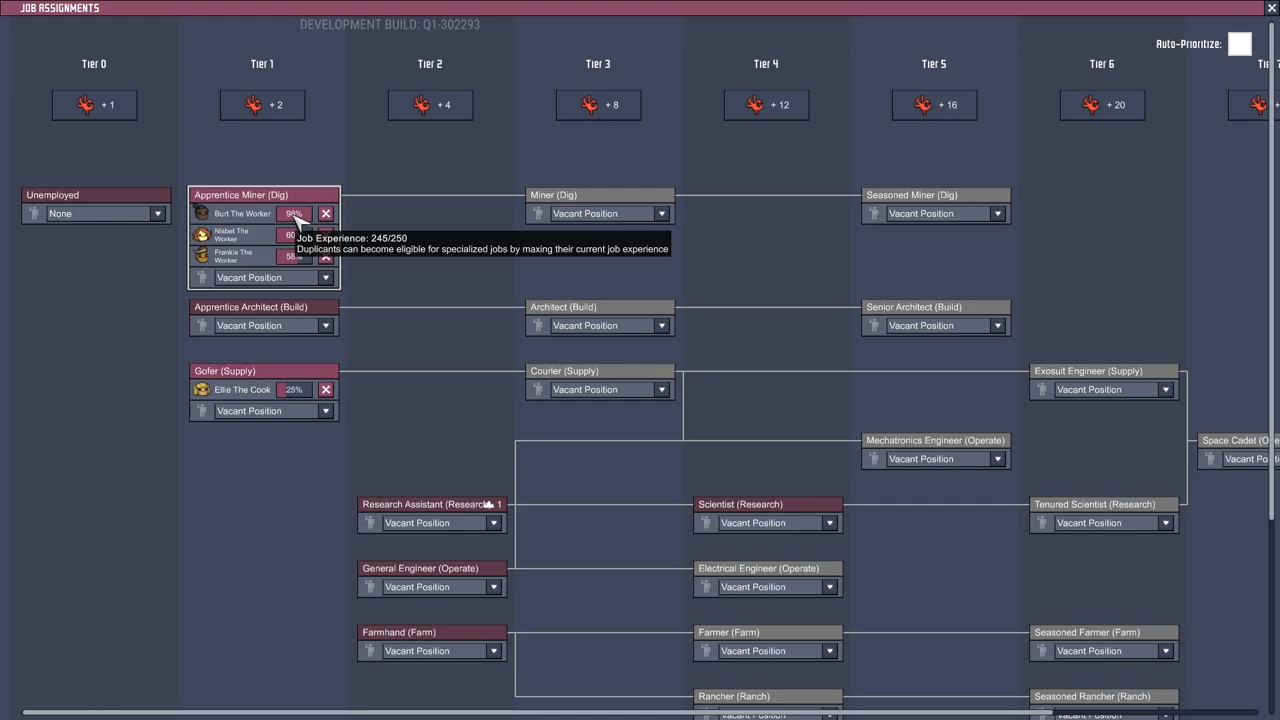 JOB ASSIGNMENTS
DEVELOPMENT BUILD: Q1-302293
Auto-Prioritize:
Tier 0
Tier 1
Tier 2
Tier 3
Tier 4
Tier 5
Tier 6
+ 1
+ 2
+ 4
+ 8
+ 12
+ 16
+ 20
Unemployed
None
Apprentice Miner (Dig)
Burt The Worker
98%
Nisbet The
Worker
Frankie The
Worker
Vacant Position
Job Experience: 245/250
Duplicants can become eligible for specialized jobs by maxing their current job experience
Miner (Dig)
Vacant Position
Seasoned Miner (Dig)
Vacant Position
Apprentice Architect (Build)
Vacant Position
Architect (Build)
Vacant Position
Senior Architect (Build)
Vacant Position
Gofer (Supply)
Ellie The Cook
25%
Vacant Position
Courier (Supply)
Vacant Position
Exosuit Engineer (Supply)
Vacant Position
Mechatronics Engineer (Operate)
Vacant Position
Space Cadet
Vacant
Research Assistant
1
Vacant Position
Scientist (Research)
Vacant Position
Tenured Scientist (Research)
Vacant Position
General Engineer (Operate)
Vacant Position
Electrical Engineer (Operate)
Vacant Position
Farmhand (Farm)
Vacant Position
Farmer (Farm)
Vacant Position
Seasoned Farmer (Farm)
Vacant Position
Rancher (Ranch)
Seasoned Rancher (Ranch)